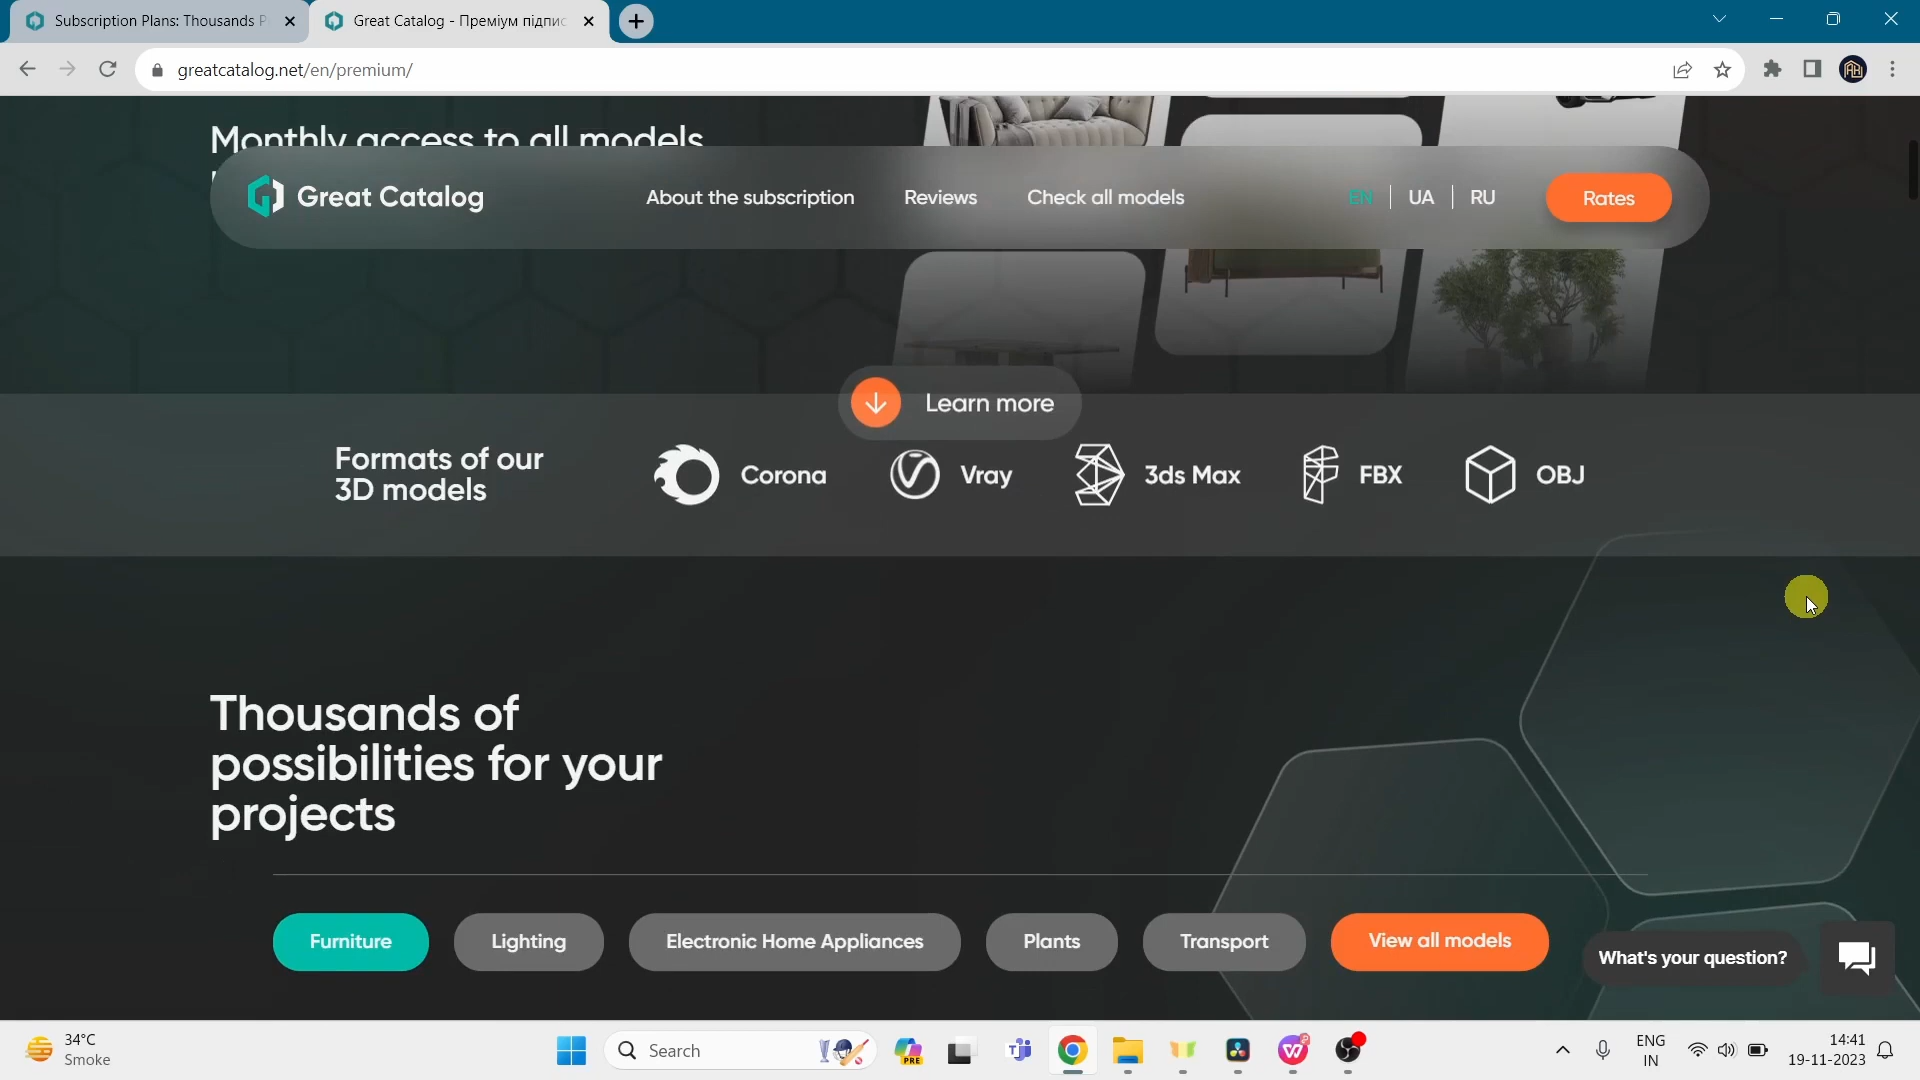 Subscription Plans: Thousands P
Great Catalog - Преміум підпис
greatcatalog.net/en/premium/
Monthly access to all models
Great Catalog
About the subscription
Reviews
Check all models
EN
UA
RU
Rates
Learn more
Formats of our
3D models
Corona
Vray
3ds Max
FBX
OBJ
Thousands of
possibilities for your
projects
Furniture
Lighting
Electronic Home Appliances
Plants
Transport
View all models
What's your question?
34°C
Smoke
Search
PRE
ENG
IN
14:41
19-11-2023